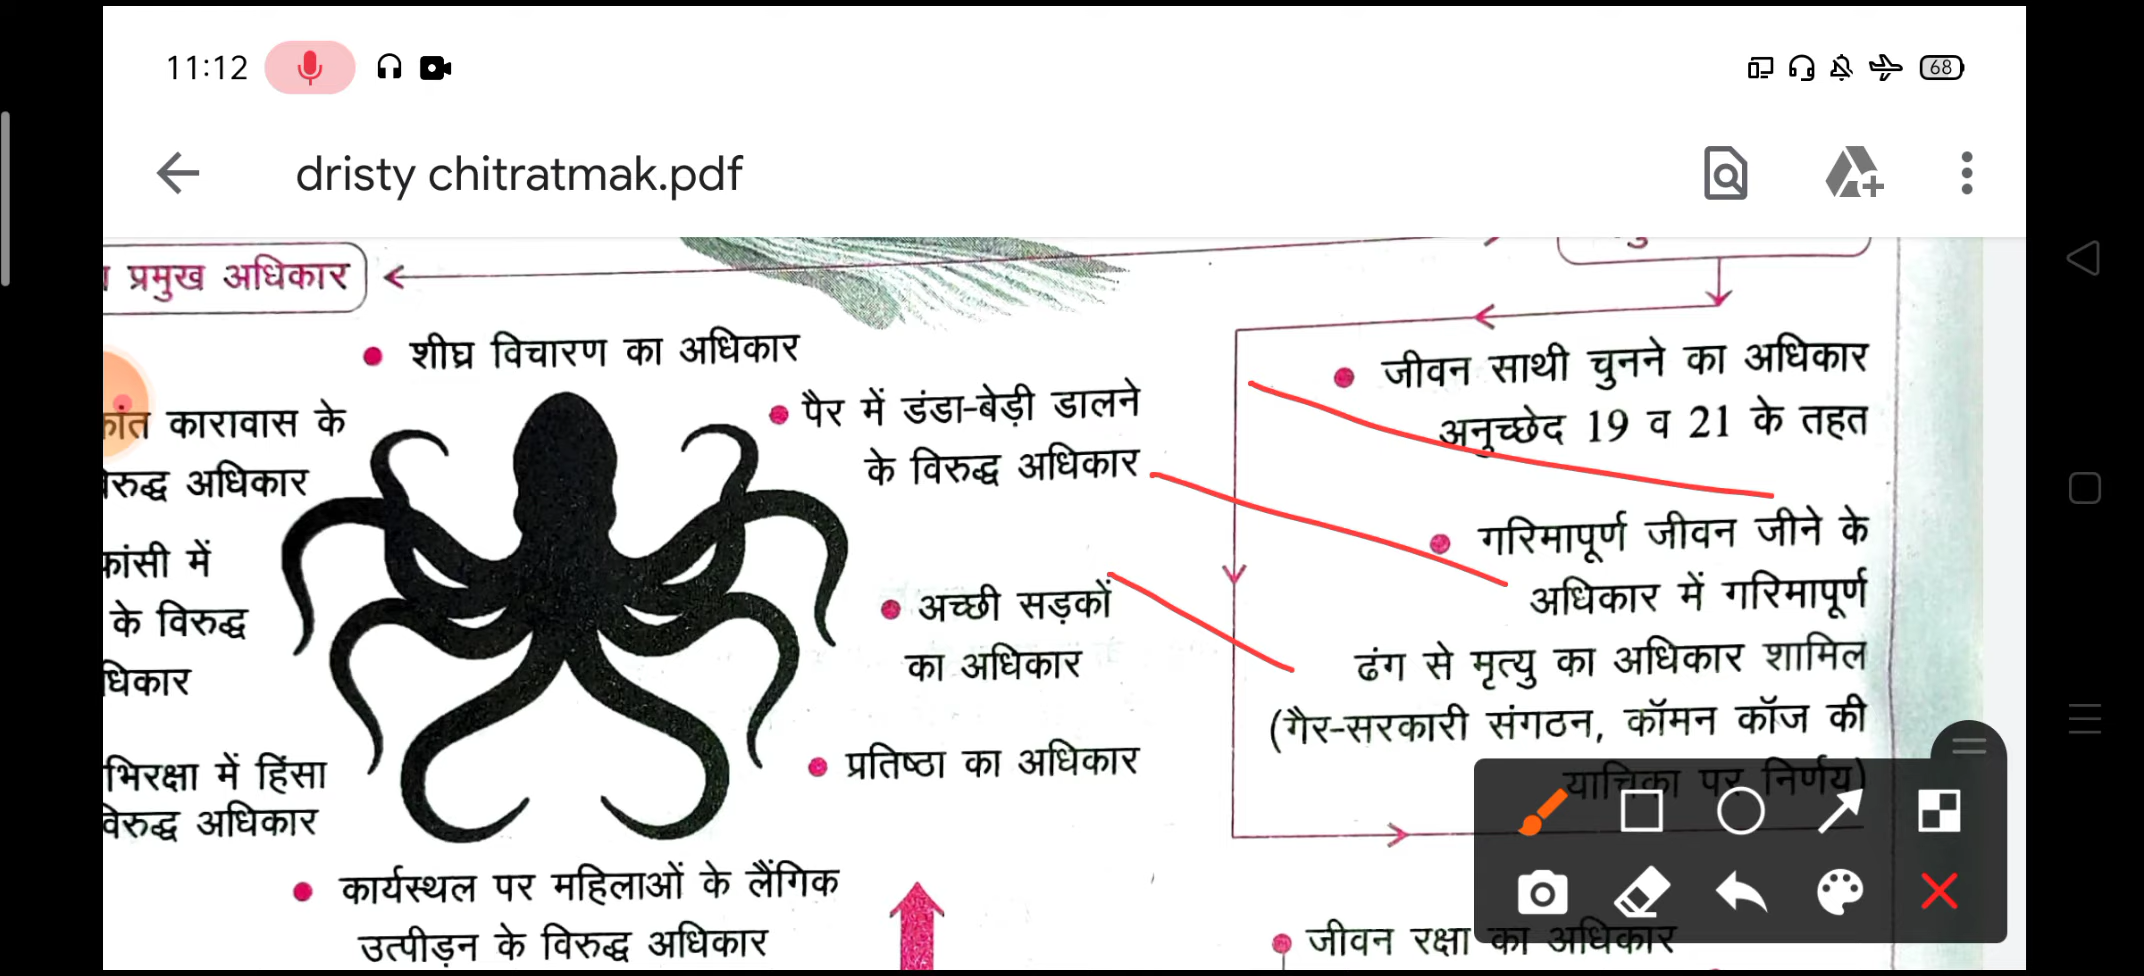 11:12
68
dristy chitratmak.pdf
प्रमुख अधिकार
शीघ्र विचारण का अधिकार
कारावास के
अधिकार
फांसी में
के विरुद्ध
पैर में डंडा-बेड़ी डालने
के विरुद्ध अधिकार
अच्छी सड़कों
का अधिकार
प्रतिष्ठा का अधिकार
में हिंसा
अधिकार
कार्यस्थल पर महिलाओं के लैंगिक
उत्पीड़न के विरुद्ध अधिकार
जीवन साथी चुनने का अधिकार
अनुच्छेद 19 व 21 के तहत
गरिमापूर्ण जीवन जीने के
अधिकार में गरिमापूर्ण
ढंग से मृत्यु का अधिकार शामिल
(गैर-सरकारी संगठन, कॉमन कॉज की
याचिका पर निर्णय)
जीवन रक्षा का अधिकार